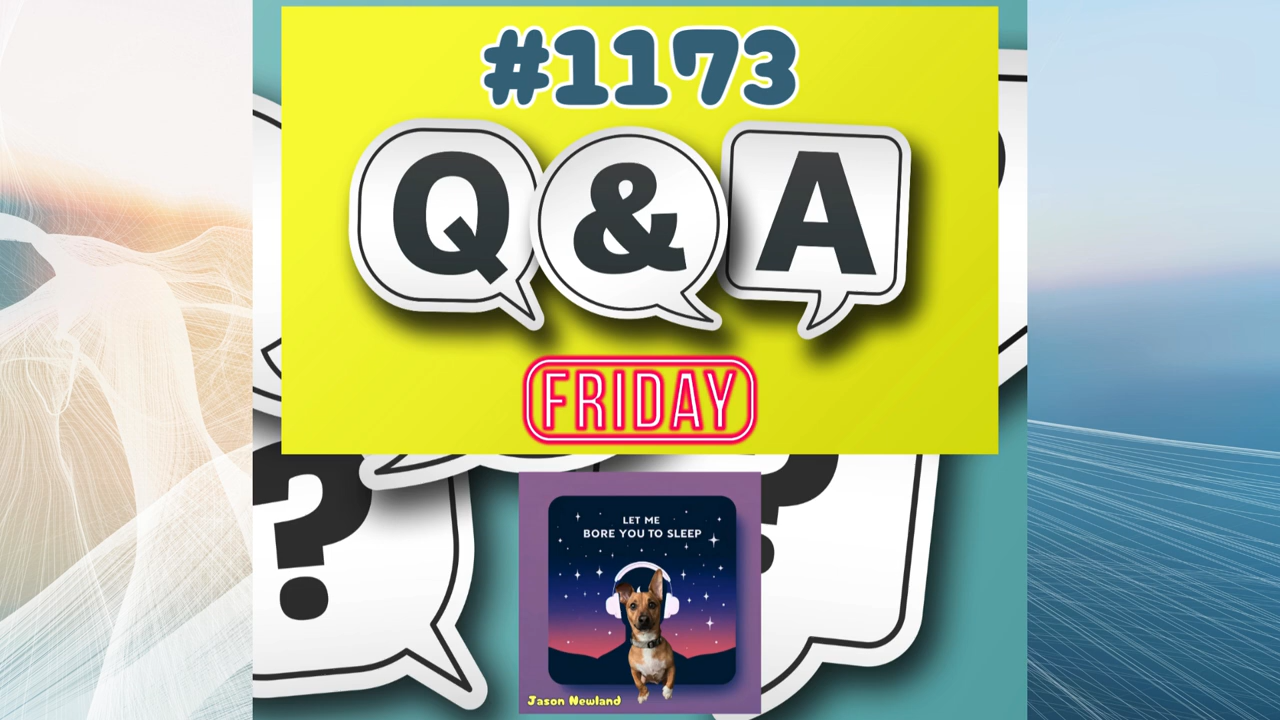 #1173
Q & A
FRIDAY
? ?
LET ME
BORE YOU TO SLEEP
Jason Newland